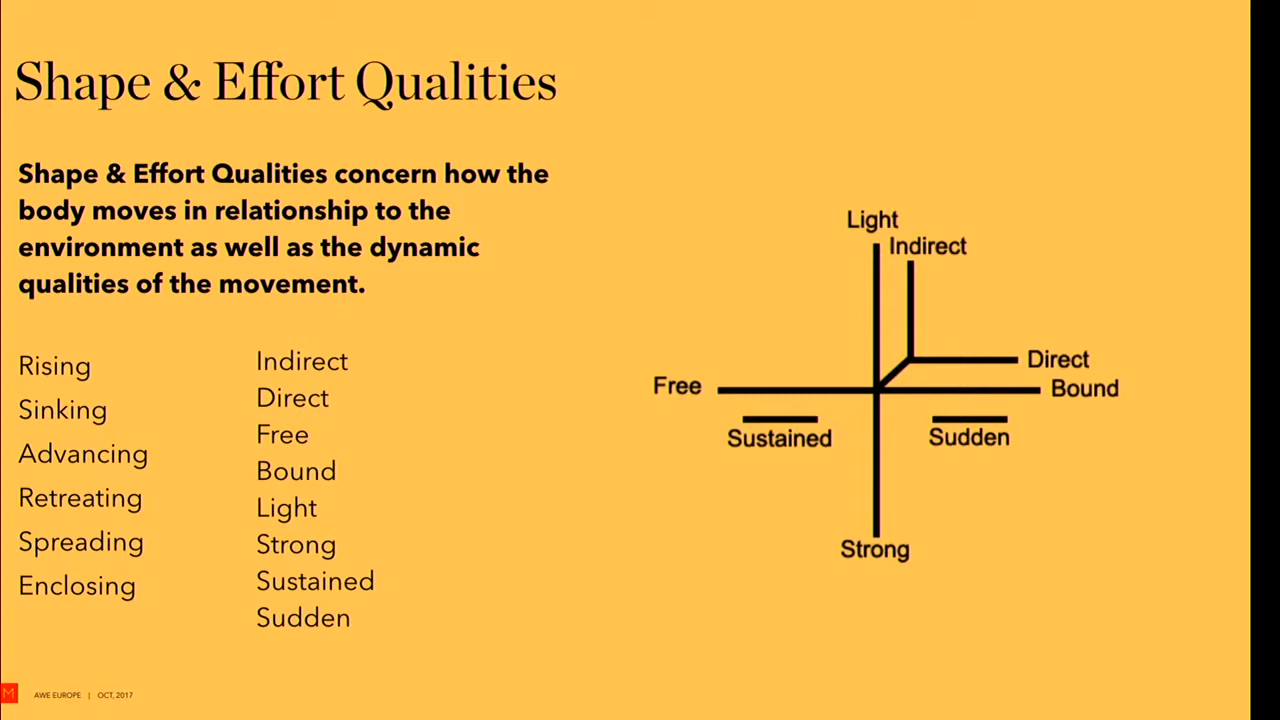 Shape & Effort Qualities
Shape & Effort Qualities concern how the
body moves in relationship to the
environment as well as the dynamic
qualities of the movement.
Rising
Sinking
Advancing
Retreating
Spreading
Enclosing
Indirect
Direct
Free
Bound
Light
Strong
Sustained
Sudden
Light
Indirect
Direct
Free
Bound
Sustained
Sudden
Strong
M
AWE EUROPE | OCT, 2017